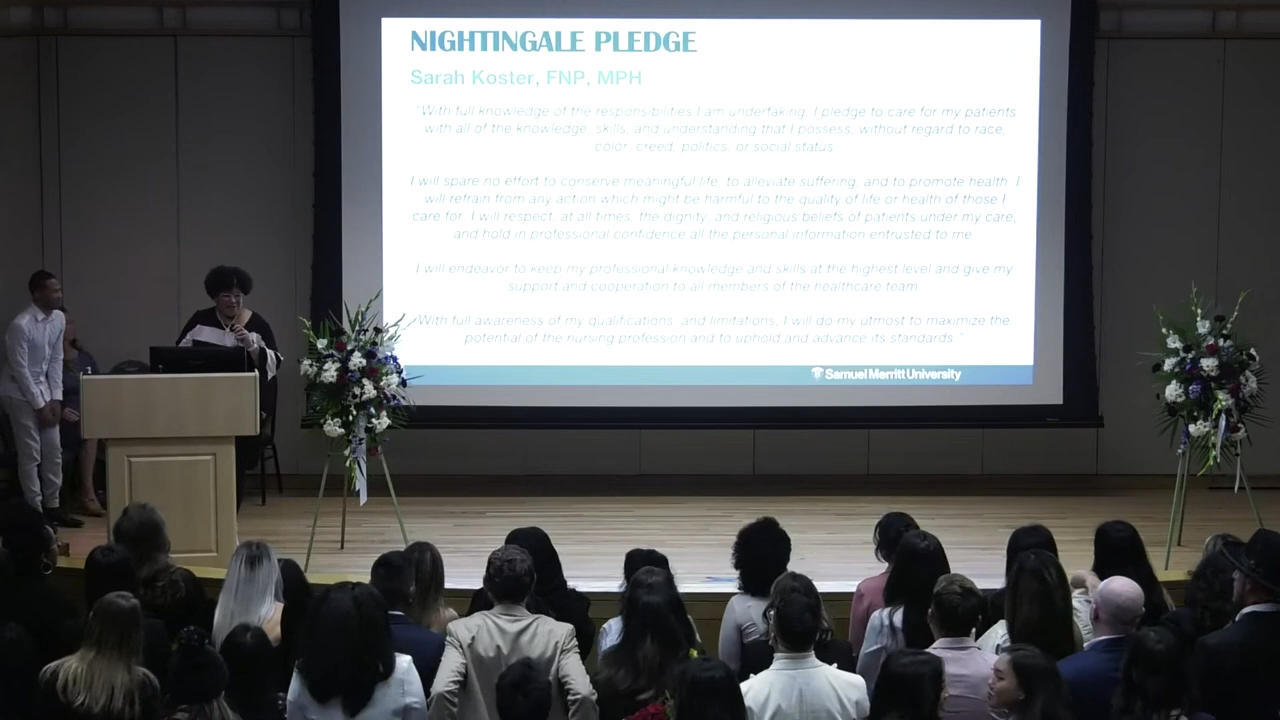 NIGHTINGALE PLEDGE
Sarah Koster, FNP, MPH
"With full knowledge of the responsibilities I am undertaking, I pledge to care for my patients
with all of the knowledge, skills, and understanding that I possess, without regard to race,
color, creed, politics, or social status.
I will spare no effort to conserve meaningful life, to alleviate suffering, and to promote health. I
will refrain from any action which might be harmful to the quality of life or health of those I
care for. I will respect, at all times, the dignity, and religious beliefs of patients under my care,
and hold in professional confidence all the personal information entrusted to me.
I will endeavor to keep my professional knowledge and skills at the highest level and give my
support and cooperation to all members of the healthcare team.
With full awareness of my qualifications, and limitations, I will do my utmost to maximize the
potential of the nursing profession and to uphold and advance its standards."
Samuel Merritt University